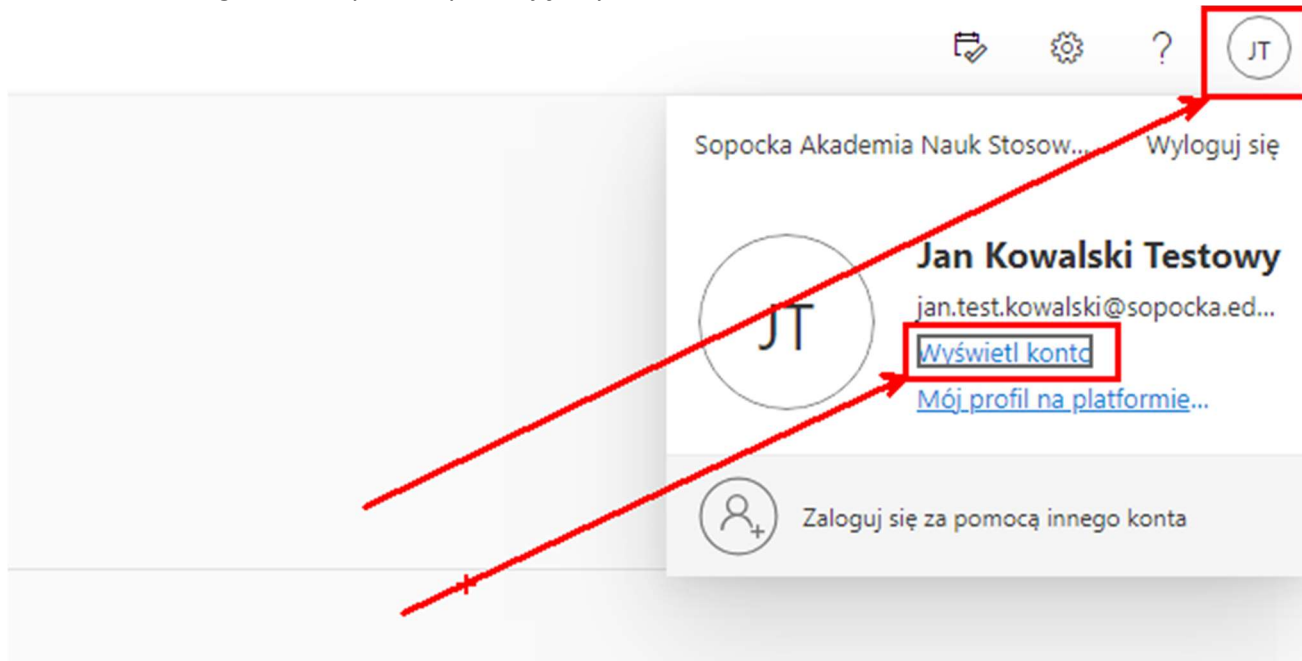 ?
JT
Sopocka Akademia Nauk Stosow... Wyloguj się
JT
Jan Kowalski Testowy
jan.test.kowalski@sopocka.ed...
Wyświetl konto
Mój profil na platformie...
Zaloguj się za pomocą innego konta